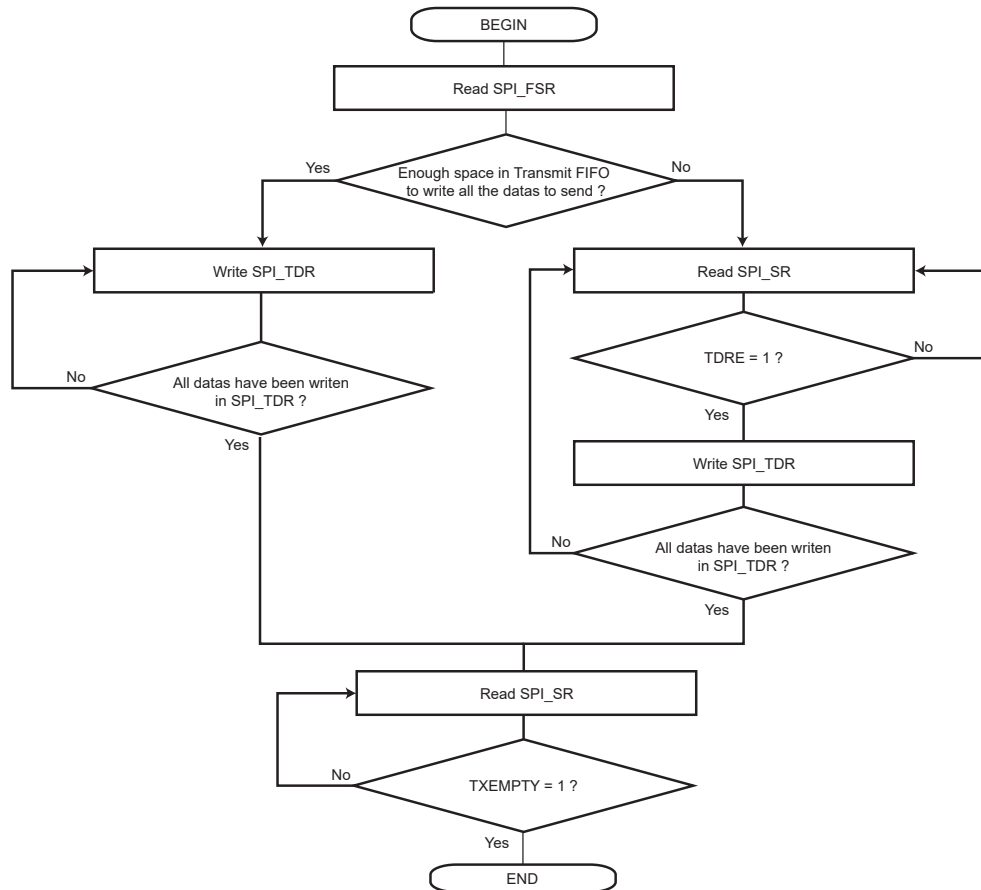 BEGIN
Read SPI_FSR
Yes
Enough space in Transmit FIFO
to write all the datas to send ?
No
Write SPI_TDR
No
All datas have been writen
in SPI_TDR ?
Yes
Read SPI_SR
TDRE = 1 ?
No
Yes
Write SPI_TDR
No
All datas have been writen
in SPI_TDR ?
Yes
Read SPI_SR
No
TXEMPTY = 1 ?
Yes
END